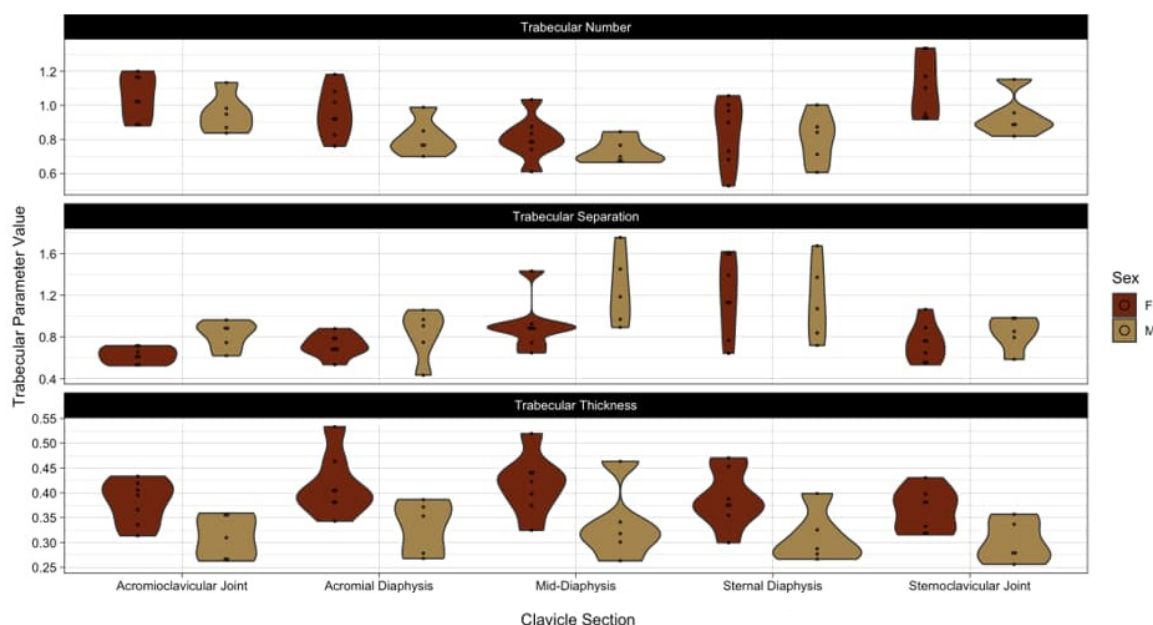 Trabecular Number
1.2
1.0
0.8
0.6
Trabecular Separation
1.6
1.2
0.8
0.4
Trabecular Thickness
0.55
0.50
0.45
0.40
0.35
0.30
0.25
Trabecular Parameter Value
Acromioclavicular Joint Acromial Diaphysis Mid-Diaphysis Sternal Diaphysis Sternoclavicular Joint
Clavicle Section
Sex
F
M